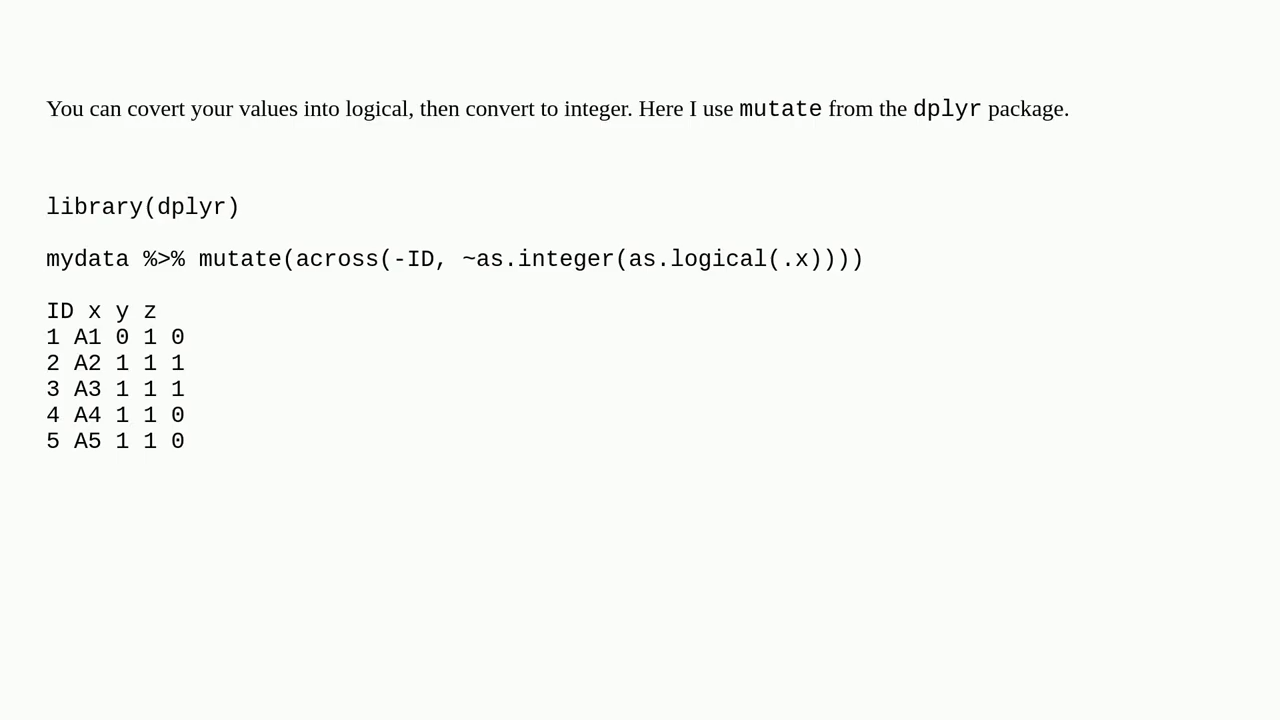 You can covert your values into logical, then convert to integer. Here I use mutate from the dplyr package.
library(dplyr)
mydata %>% mutate(across(-ID, ~as.integer(as.logical(.x))))
ID x y z
1 A1 0 1 0
2 A2 1 1 1
3 A3 1 1 1
4 A4 1 1 0
5 A5 1 1 0